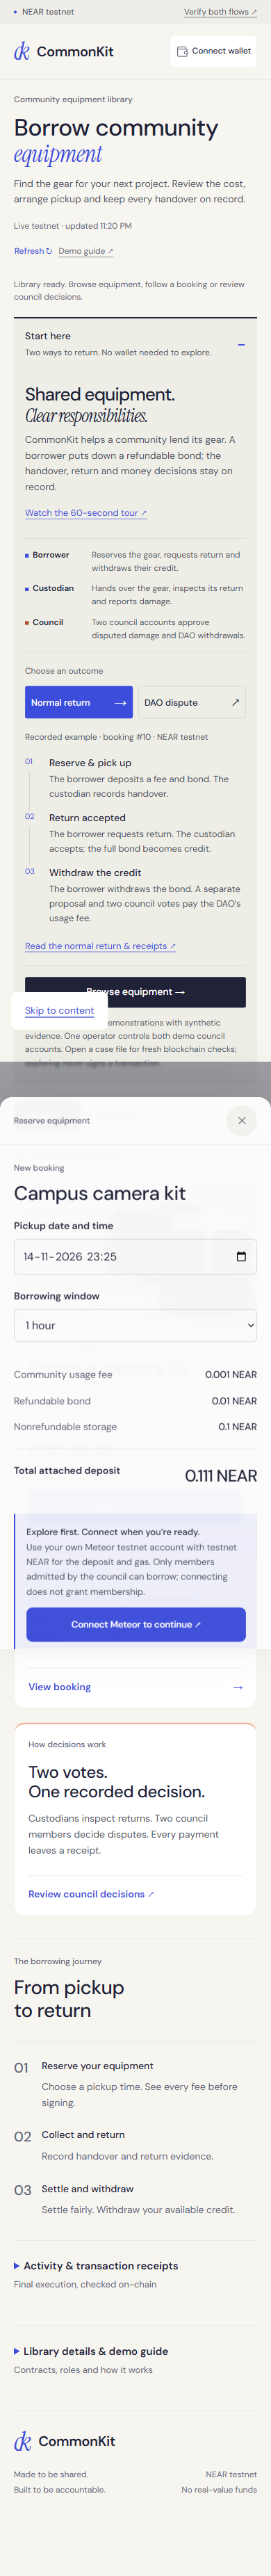 NEAR testnet
Verify both flows ↗
ck CommonKit
Connect wallet
Community equipment library
Borrow community
equipment
Find the gear for your next project. Review the cost,
arrange pickup and keep every handover on record.
Live testnet · updated 11:20 PM
Refresh ↻ Demo guide ↗
Library ready. Browse equipment, follow a booking or review
council decisions.
Start here
Two ways to return. No wallet needed to explore.
Shared equipment.
Clear responsibilities.
CommonKit helps a community lend its gear. A
borrower puts down a refundable bond; the
handover, return and money decisions stay on
record.
Watch the 60-second tour ↗
Borrower
Reserves the gear, requests return and
withdraws their credit.
Custodian
Hands over the gear, inspects its return
and reports damage.
Council
Two council accounts approve
disputed damage and DAO withdrawals.
Choose an outcome
Normal return →
DAO dispute ↗
Recorded example · booking #10 · NEAR testnet
01 Reserve & pick up
The borrower deposits a fee and bond. The
custodian records handover.
02 Return accepted
The borrower requests return. The custodian
accepts; the full bond becomes credit.
03 Withdraw the credit
The borrower withdraws the bond. A separate
proposal and two council votes pay the DAO's
usage fee.
Read the normal return & receipts ↗
Browse equipment →
Skip to content
demonstrations with synthetic
evidence. One operator controls both demo council
accounts. Open a case file for fresh blockchain checks;
exploring never signs a transaction.
Reserve equipment
×
New booking
Campus camera kit
Pickup date and time
14-11-2026 23:25
Borrowing window
1 hour
Community usage fee 0.001 NEAR
Refundable bond 0.01 NEAR
Nonrefundable storage 0.1 NEAR
Total attached deposit 0.111 NEAR
Explore first. Connect when you're ready.
Use your own Meteor testnet account with testnet
NEAR for the deposit and gas. Only members
admitted by the council can borrow; connecting
does not grant membership.
Connect Meteor to continue ↗
View booking →
How decisions work
Two votes.
One recorded decision.
Custodians inspect returns. Two council
members decide disputes. Every payment
leaves a receipt.
Review council decisions ↗
The borrowing journey
From pickup
to return
01 Reserve your equipment
Choose a pickup time. See every fee before
signing.
02 Collect and return
Record handover and return evidence.
03 Settle and withdraw
Settle fairly. Withdraw your available credit.
▶ Activity & transaction receipts
Final execution, checked on-chain
▶ Library details & demo guide
Contracts, roles and how it works
ck CommonKit
Made to be shared.
Built to be accountable.
NEAR testnet
No real-value funds